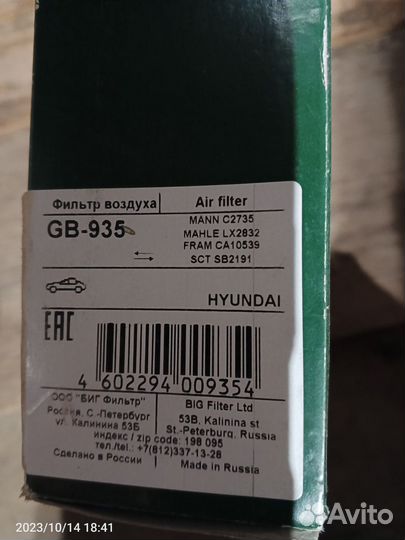 Фильтр воздуха
Air filter
GB-935
MANN C2735
MAHLE LX2832
FRAM CA10539
SCT SB2191
HYUNDAI
EAC
4 602294 009354
ООО "БИГ Фильтр"
Россия, С.-Петербург
ул. Калинина 53Б
индекс / zip code: 198 095
тел./tel.: +7(812)337-13-28
Сделано в России
BIG Filter Ltd
53B, Kalinina st
St.-Petersburg, Russia
Made in Russia
2023/10/14 18:41
Avito